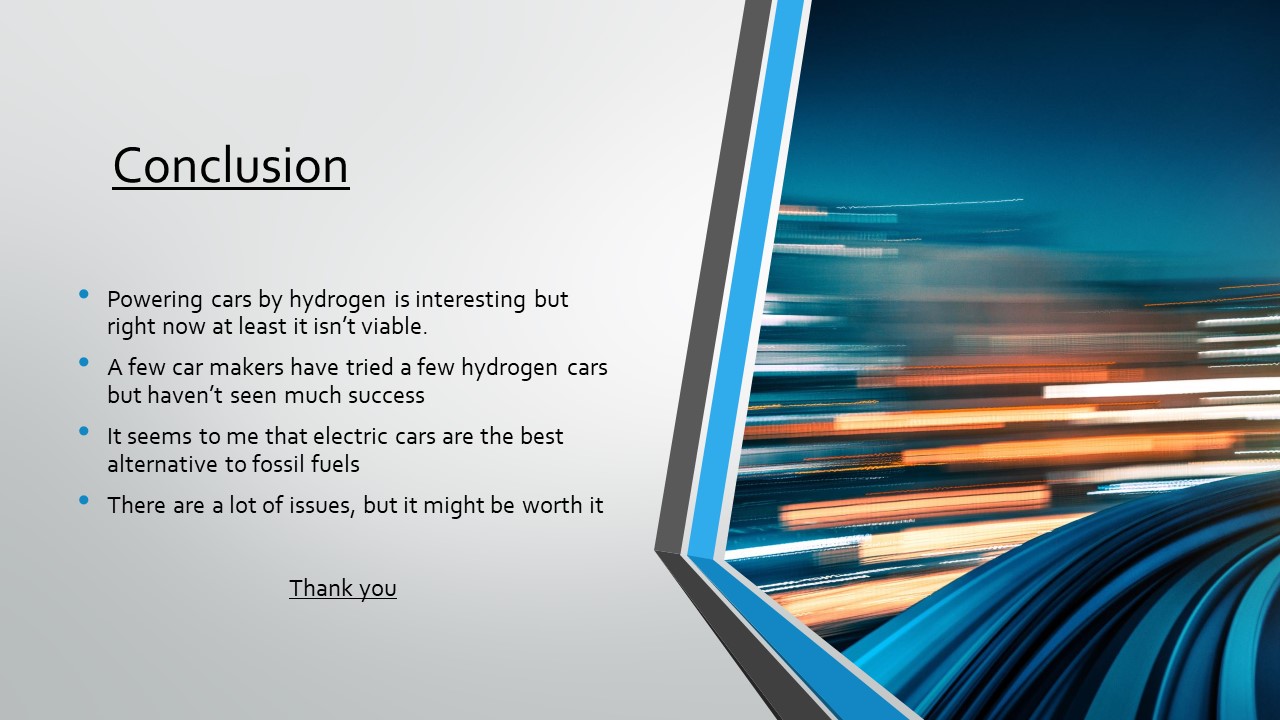 Conclusion
Powering cars by hydrogen is interesting but
right now at least it isn’t viable.
A few car makers have tried a few hydrogen cars
but haven’t seen much success
It seems to me that electric cars are the best
alternative to fossil fuels
There are a lot of issues, but it might be worth it
Thank you